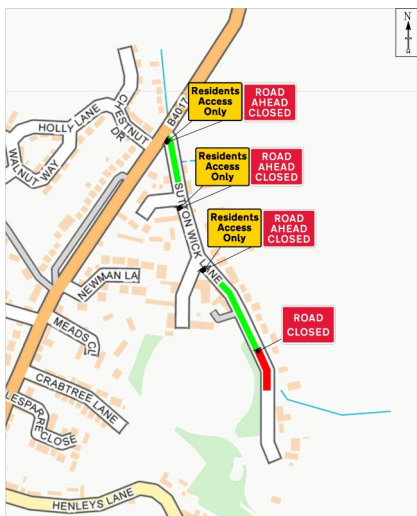 N
Residents
Access
Only
ROAD
AHEAD
CLOSED
B4017
HOLLY LANE
CHESTNUT
DR
WALNUT
WAY
Residents
Access
Only
ROAD
AHEAD
CLOSED
SUTTON WICK LANE
Residents
Access
Only
ROAD
AHEAD
CLOSED
NEWMAN LA
MEADS CL
ROAD
CLOSED
CRABTREE LANE
CLOSE
HENLEYS LANE